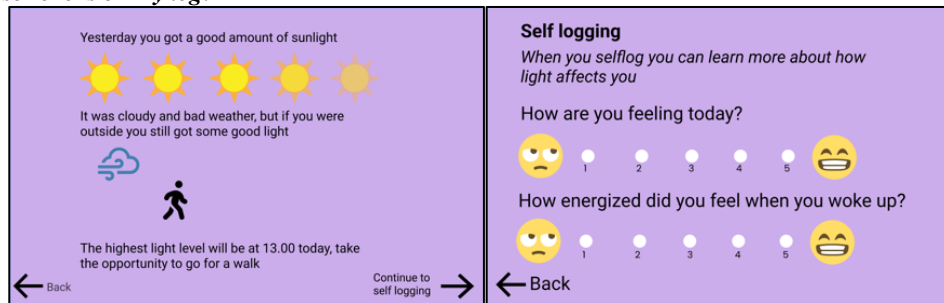 Yesterday you got a good amount of sunlight
It was cloudy and bad weather, but if you were
outside you still got some good light
The highest light level will be at 13.00 today, take
the opportunity to go for a walk
Back
Continue to
self logging
Self logging
When you selflog you can learn more about how
light affects you
How are you feeling today?
1 2 3 4 5
How energized did you feel when you woke up?
1 2 3 4 5
Back